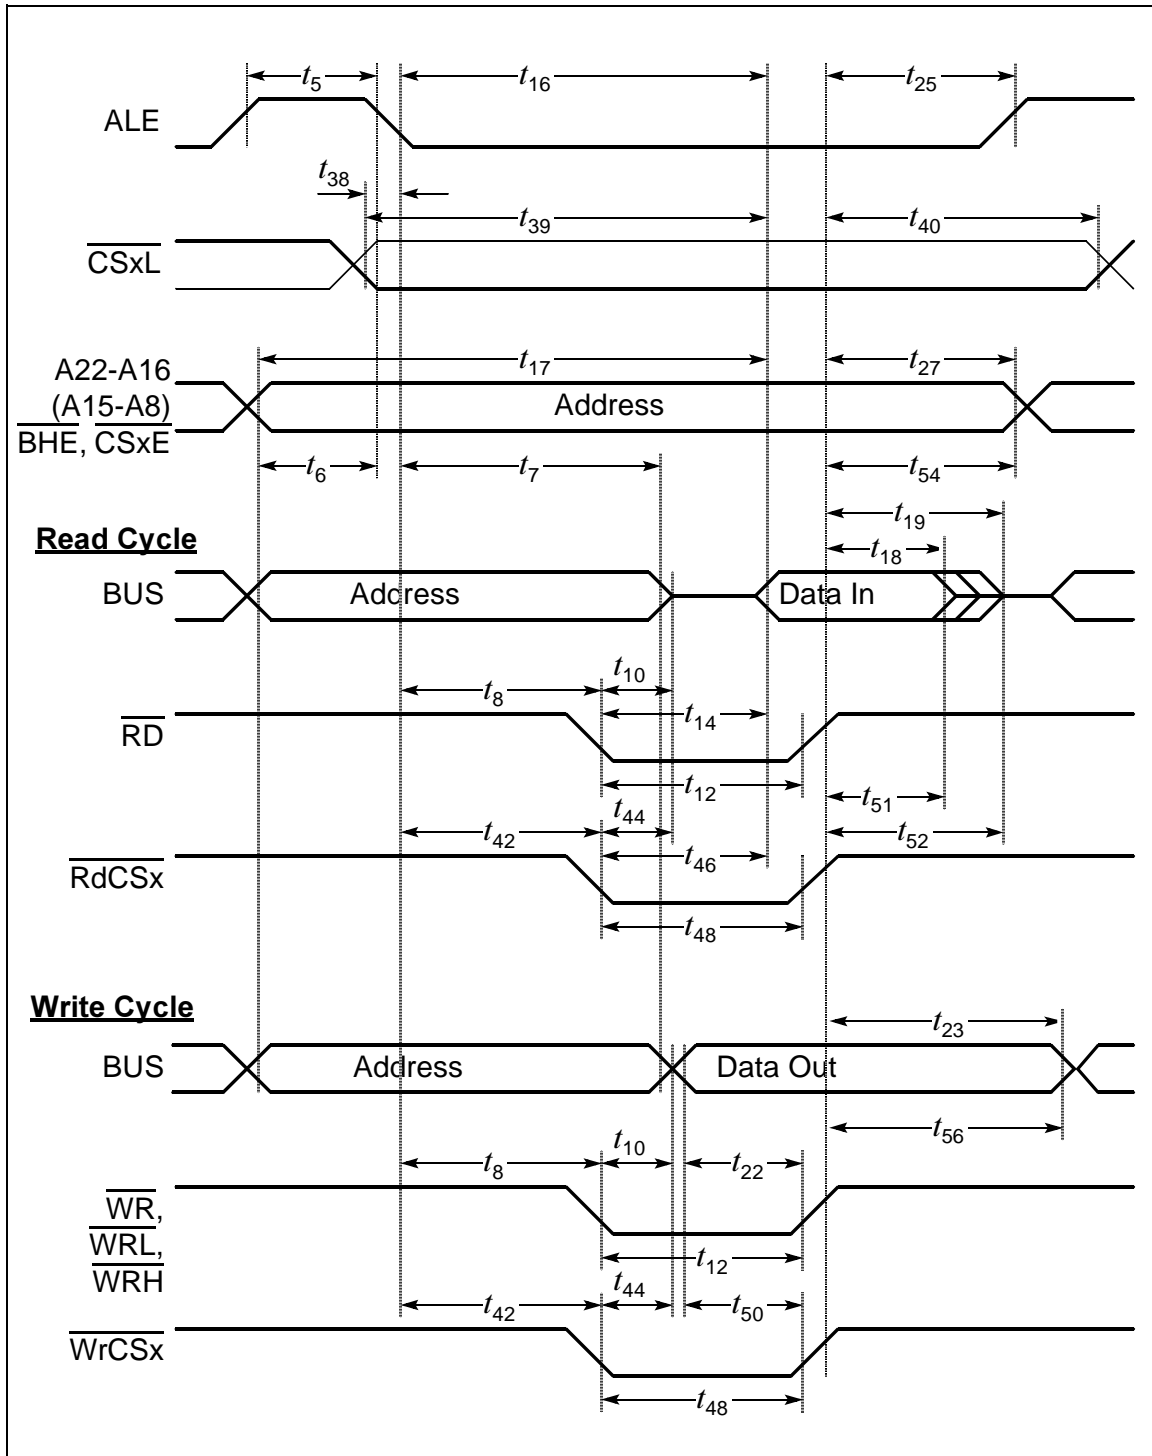 t5 t16 t25
ALE
t38
t39 t40
CSxL
t17 t27
A22-A16
(A15-A8)
BHE, CSxE
Address
t6 t7 t54
t19
Read Cycle
t18
BUS Address Data In
t10
t8
t14
RD
t12
t51
t44
t42 t52
t46
RdCSx
t48
Write Cycle
t23
BUS Address Data Out
t56
t10
t8 t22
WR,
WRL,
WRH
t12
t44
t42 t50
WrCSx
t48